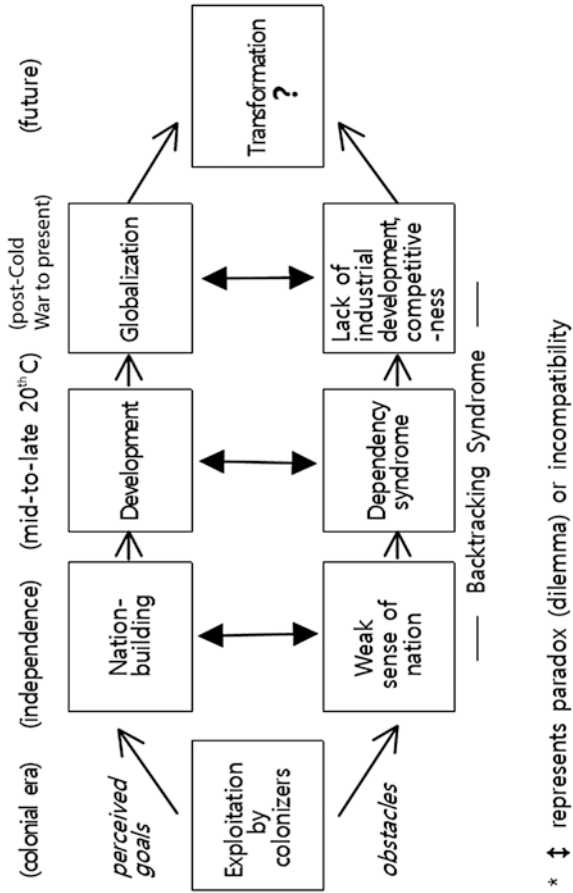 (colonial era)
(independence)
(mid-to-late 20th C)
(post-Cold
War to present)
(future)
perceived
goals
Nation-
building
Development
Globalization
Exploitation
by
colonizers
Transformation
?
obstacles
Weak
sense of
nation
Dependency
syndrome
Lack of
industrial
development,
competitive
-ness
Backtracking Syndrome
* ↕ represents paradox (dilemma) or incompatibility